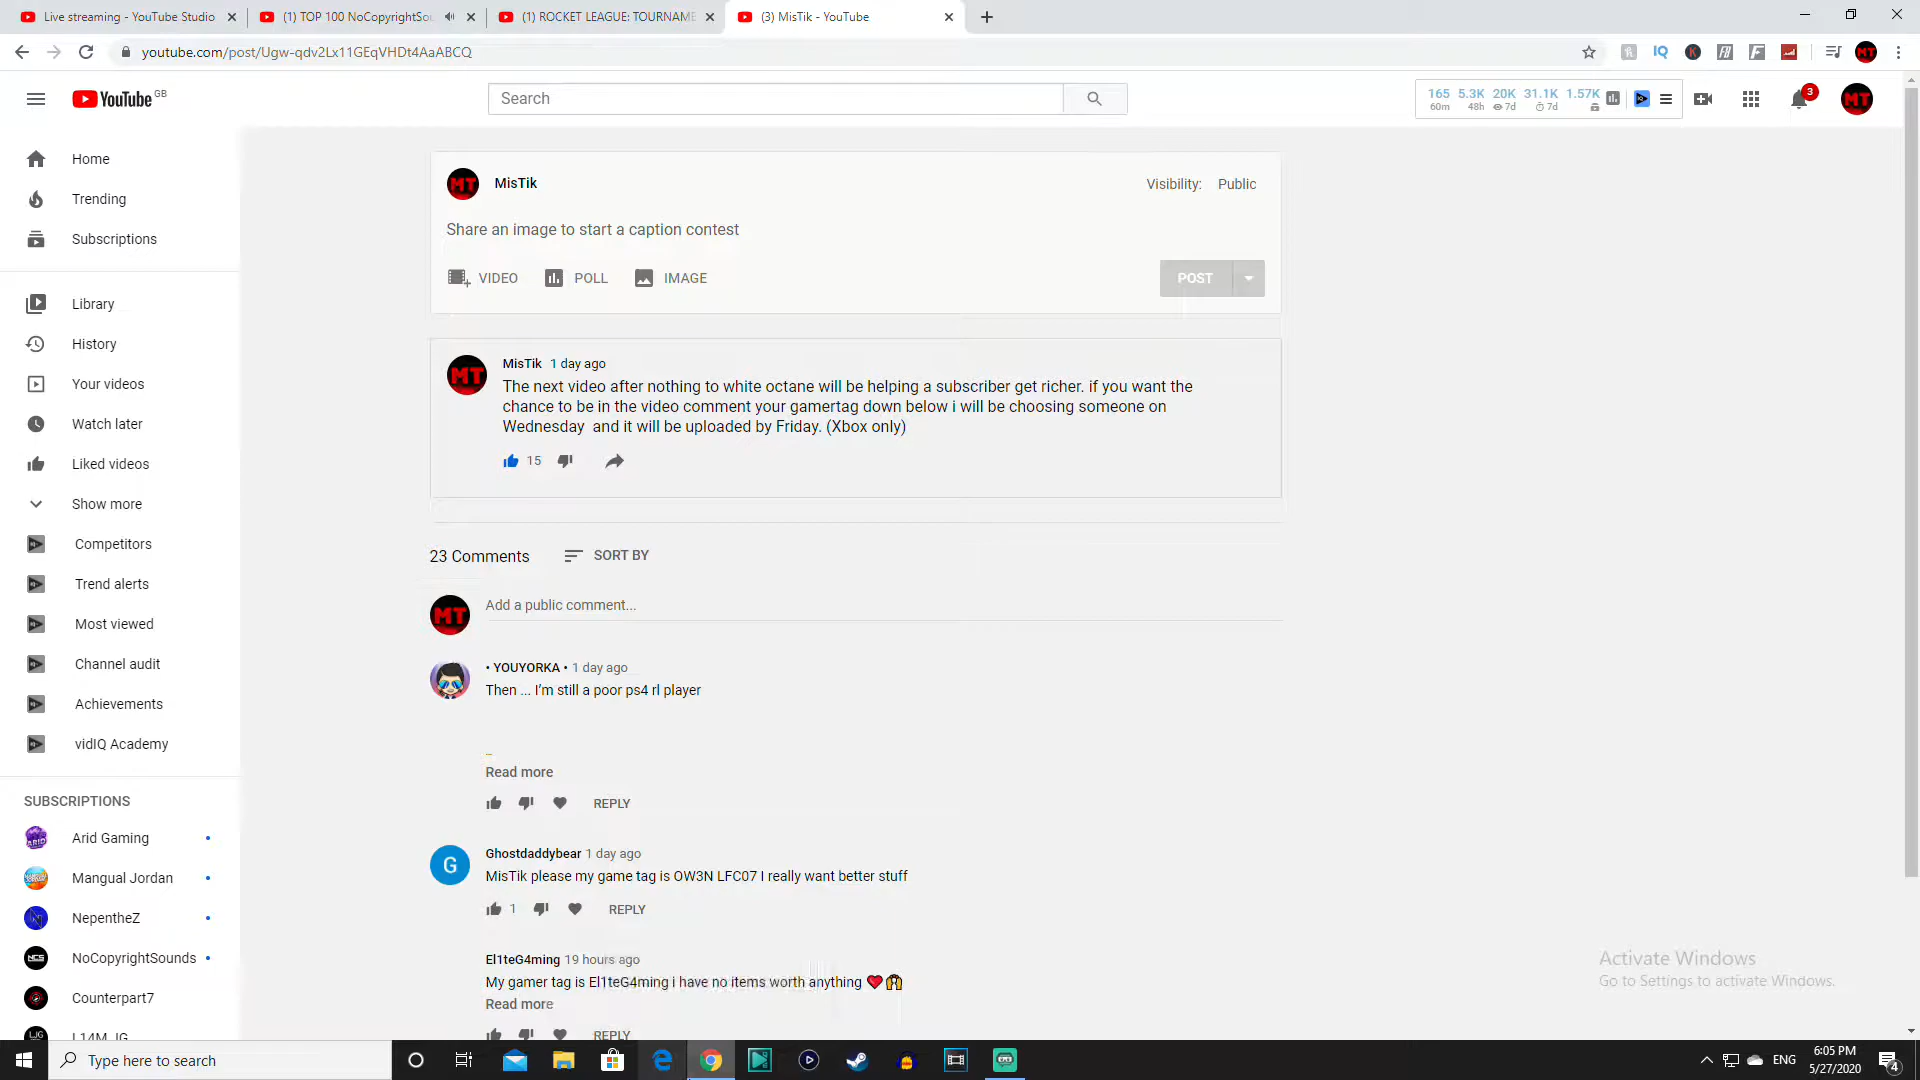 Live streaming - YouTube Studio
(1) TOP 100 NoCopyrightSou
(1) ROCKET LEAGUE: TOURNAME
(3) MisTik - YouTube
youtube.com/post/Ugw-qdv2Lx11GEqVHDt4AaABCQ
YouTube GB
Search
165 5.3K 20K 31.1K 1.57K
60m 48h 7d 7d
3
MT
Home
Trending
Subscriptions
Library
History
Your videos
Watch later
Liked videos
Show more
Competitors
Trend alerts
Most viewed
Channel audit
Achievements
vidIQ Academy
SUBSCRIPTIONS
Arid Gaming
Mangual Jordan
NepentheZ
NoCopyrightSounds
Counterpart7
L14M JG
MT
MisTik
Visibility: Public
Share an image to start a caption contest
VIDEO POLL IMAGE
POST
MT
MisTik 1 day ago
The next video after nothing to white octane will be helping a subscriber get richer. if you want the
chance to be in the video comment your gamertag down below i will be choosing someone on
Wednesday and it will be uploaded by Friday. (Xbox only)
15
23 Comments
SORT BY
MT
Add a public comment...
• YOUYORKA • 1 day ago
Then ... I'm still a poor ps4 rl player
Read more
REPLY
G
Ghostdaddybear 1 day ago
MisTik please my game tag is OW3N LFC07 I really want better stuff
1 REPLY
El1teG4ming 19 hours ago
My gamer tag is El1teG4ming i have no items worth anything
Read more
REPLY
Activate Windows
Go to Settings to activate Windows.
Type here to search
ENG
6:05 PM
5/27/2020
4